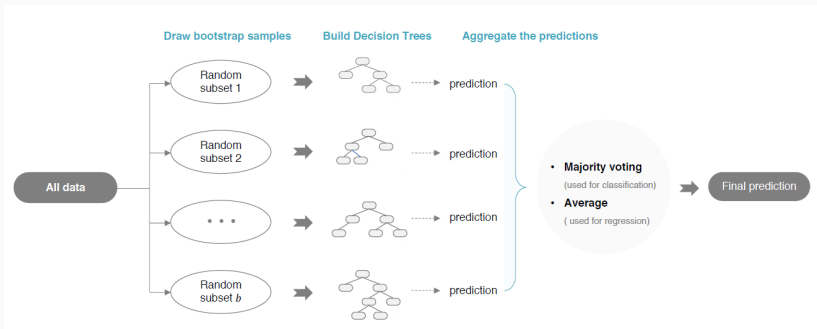 Draw bootstrap samples
Build Decision Trees
Aggregate the predictions
All data
Random
subset 1
prediction
Random
subset 2
prediction
• • •
prediction
Random
subset b
prediction
• Majority voting
(used for classification)
• Average
( used for regression)
Final prediction